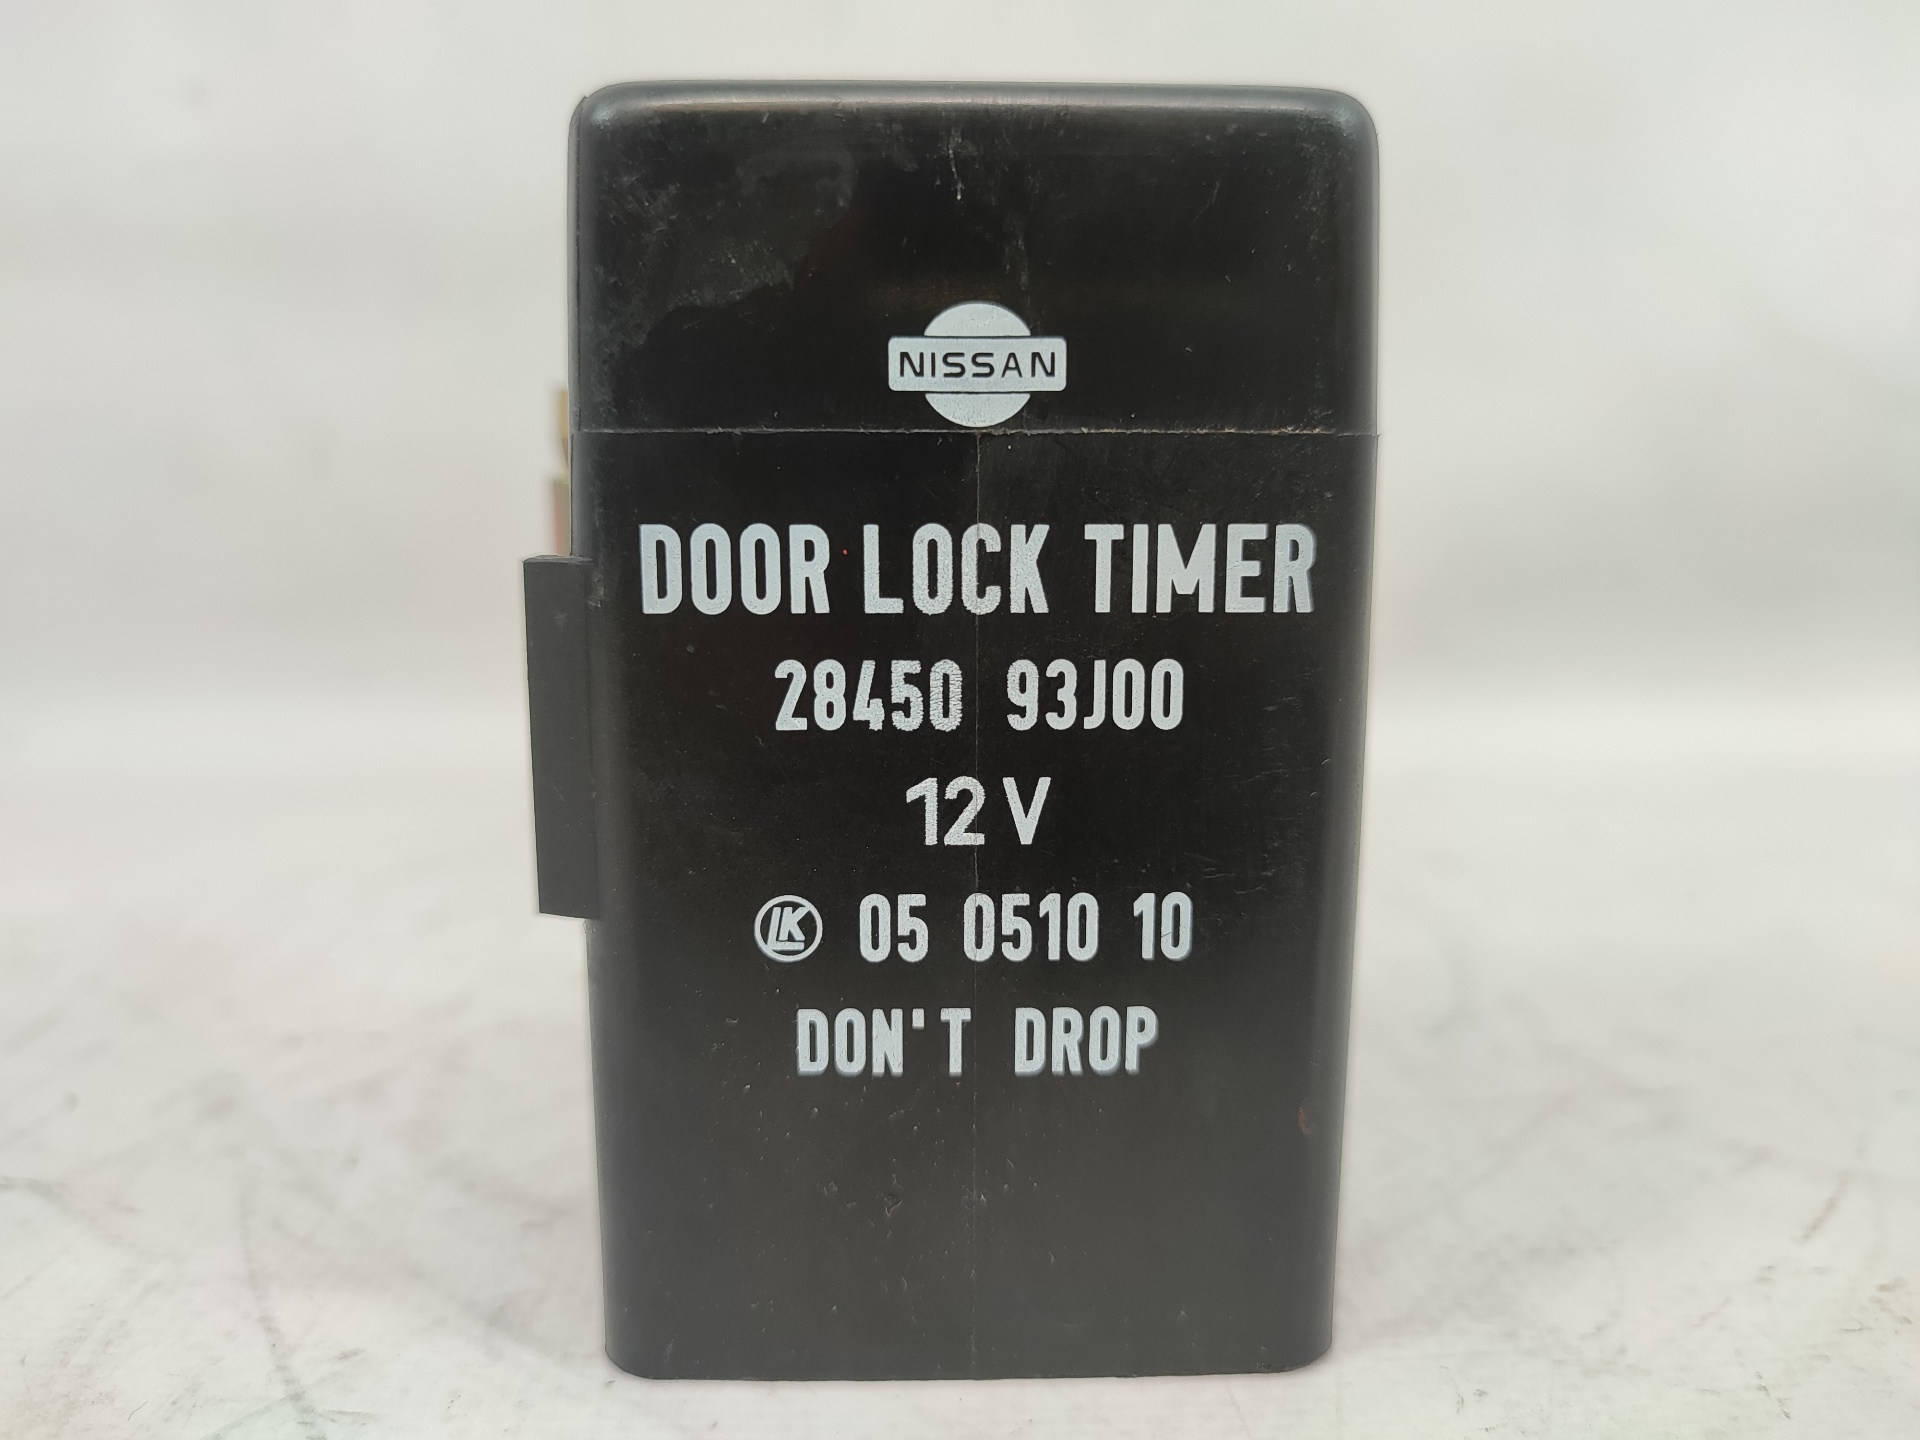 NISSAN
DOOR LOCK TIMER
28450 93J00
12V
LK 05 0510 10
DON'T DROP